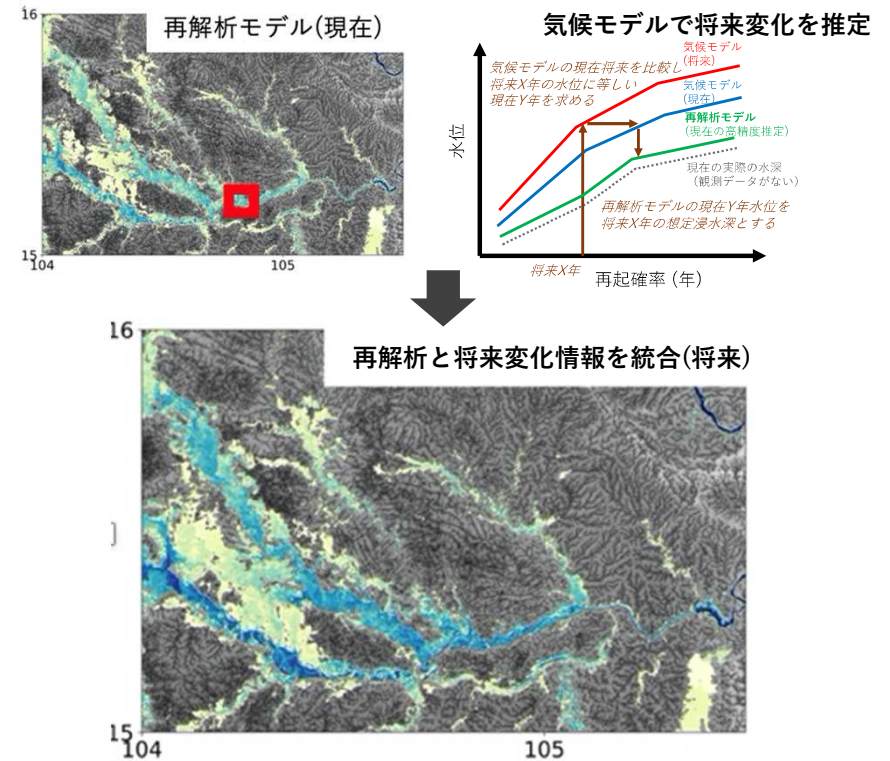 16
再解析モデル(現在)
15
104
105
気候モデルで将来変化を推定
気候モデル
(将来)
気候モデルの現在将来を比較し
将来X年の水位に等しい
現在Y年を求める
気候モデル
(現在)
再解析モデル
(現在の高精度推定)
現在の実際の水深
(観測データがない)
水位
再解析モデルの現在Y年水位を
将来X年の想定浸水深とする
将来X年
再起確率 (年)
16
再解析と将来変化情報を統合(将来)
15
104
105